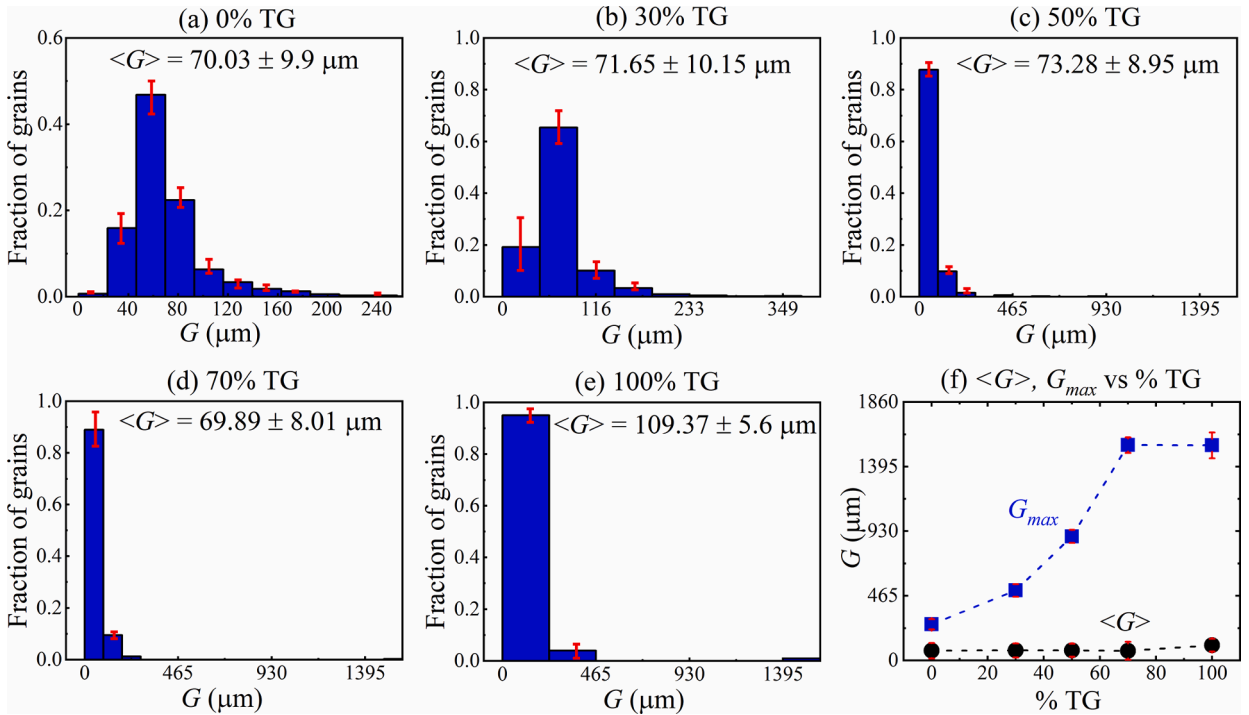 (a) 0% TG
<G> = 70.03 ± 9.9 μm
Fraction of grains
0.6
0.4
0.2
0.0
0 40 80 120 160 200 240
G (μm)
(b) 30% TG
<G> = 71.65 ± 10.15 μm
Fraction of grains
1.0
0.8
0.6
0.4
0.2
0.0
0 116 233 349
G (μm)
(c) 50% TG
<G> = 73.28 ± 8.95 μm
Fraction of grains
1.0
0.8
0.6
0.4
0.2
0.0
0 465 930 1395
G (μm)
(d) 70% TG
<G> = 69.89 ± 8.01 μm
Fraction of grains
1.0
0.8
0.6
0.4
0.2
0.0
0 465 930 1395
G (μm)
(e) 100% TG
<G> = 109.37 ± 5.6 μm
Fraction of grains
1.0
0.8
0.6
0.4
0.2
0.0
0 465 930 1395
G (μm)
(f) <G>, Gmax vs % TG
G (μm)
1860
1395
930
465
0
Gmax
<G>
0 20 40 60 80 100
% TG